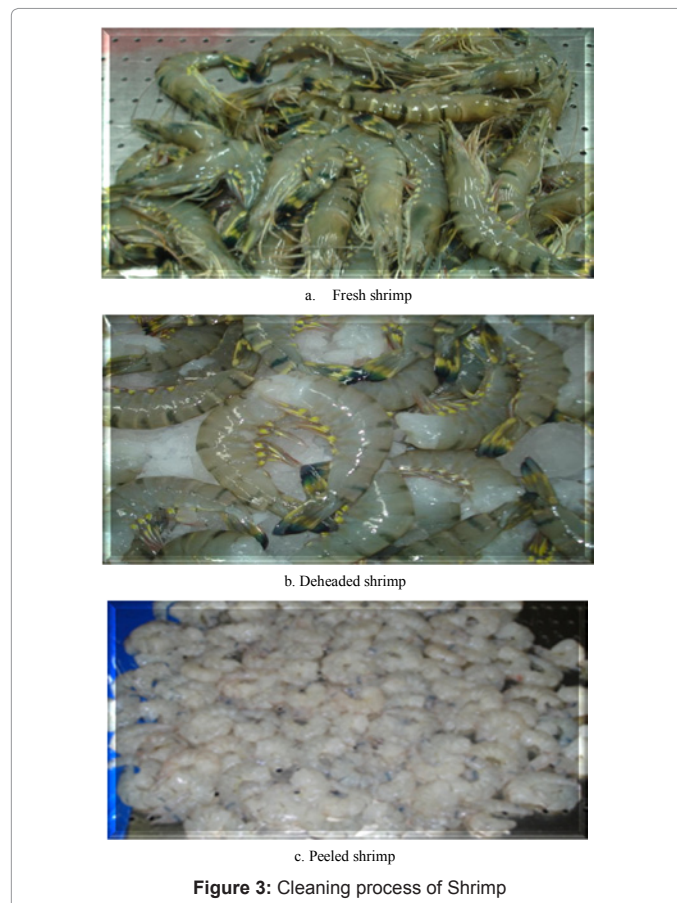 a. Fresh shrimp
b. Deheaded shrimp
c. Peeled shrimp
Figure 3: Cleaning process of Shrimp